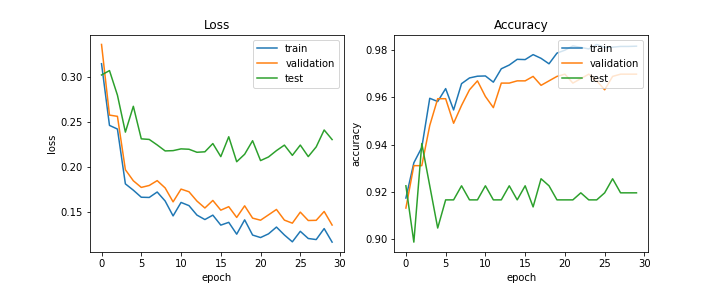 Loss
train
validation
test
loss
0.30
0.25
0.20
0.15
0 5 10 15 20 25 30
epoch
Accuracy
train
validation
test
accuracy
0.98
0.96
0.94
0.92
0.90
0 5 10 15 20 25 30
epoch